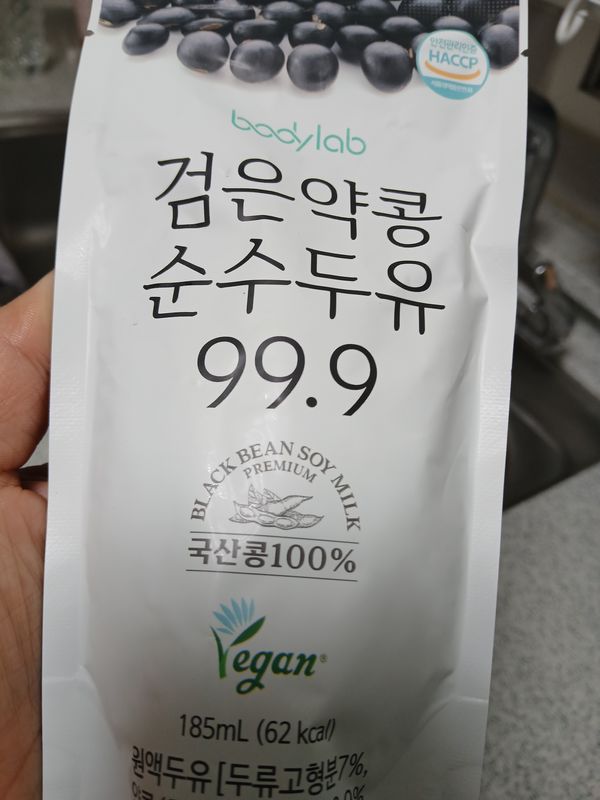 안전관리인증
HACCP
bodylab
검은약콩
순수두유
99.9
BLACK BEAN SOY MILK
PREMIUM
국산콩100%
Vegan®
185mL (62 kcal)
원액두유 [두류고형분7%,